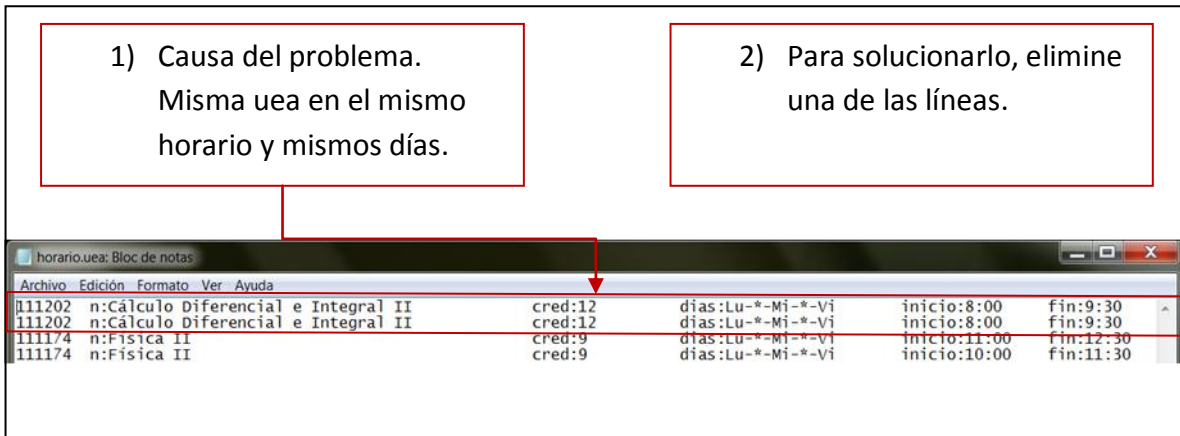 1) Causa del problema.
Misma uea en el mismo
horario y mismos días.
2) Para solucionarlo, elimine
una de las líneas.
horario.uea: Bloc de notas
Archivo Edición Formato Ver Ayuda
111202 n:Cálculo Diferencial e Integral II cred:12 dias:Lu-*-Mi-*-Vi inicio:8:00 fin:9:30
111202 n:Cálculo Diferencial e Integral II cred:12 dias:Lu-*-Mi-*-Vi inicio:8:00 fin:9:30
111174 n:Física II cred:9 dias:Lu-*-Mi-*-Vi inicio:11:00 fin:12:30
111174 n:Física II cred:9 dias:Lu-*-Mi-*-Vi inicio:10:00 fin:11:30